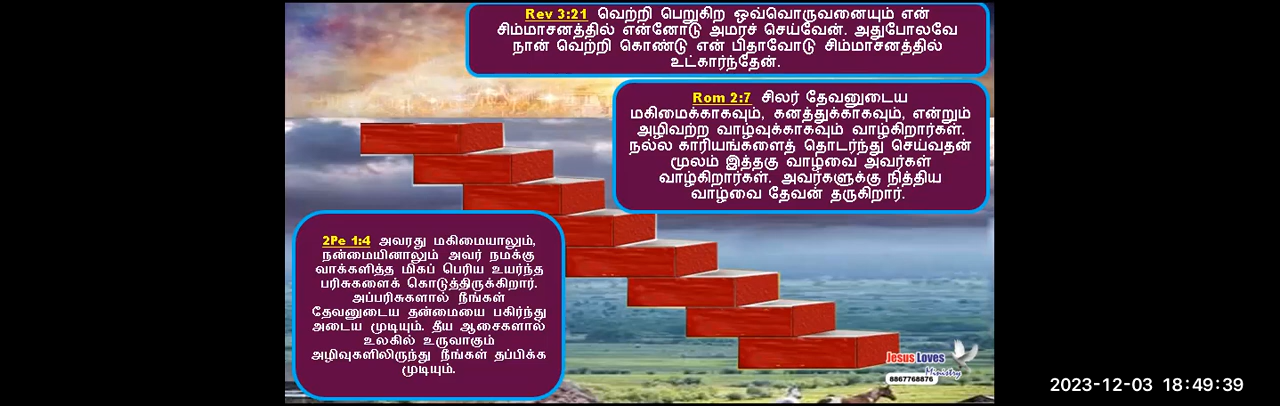 Rev 3:21 வெற்றி பெறுகிற ஒவ்வொருவனையும் என்
சிம்மாசனத்தில் என்னோடு அமரச் செய்வேன். அதுபோலவே
நான் வெற்றி கொண்டு என் பிதாவோடு சிம்மாசனத்தில்
உட்கார்ந்தேன்.
Rom 2:7 சிலர் தேவனுடைய
மகிமைக்காகவும், கனத்துக்காகவும், என்றும்
அழிவற்ற வாழ்வுக்காகவும் வாழ்கிறார்கள்.
நல்ல காரியங்களைத் தொடர்ந்து செய்வதன்
மூலம் இத்தகு வாழ்வை அவர்கள்
வாழ்கிறார்கள். அவர்களுக்கு நித்திய
வாழ்வை தேவன் தருகிறார்.
2Pe 1:4 அவரது மகிமையாலும்,
நன்மையினாலும் அவர் நமக்கு
வாக்களித்த மிகப் பெரிய உயர்ந்த
பரிசுகளைக் கொடுத்திருக்கிறார்.
அப்பரிசுகளால் நீங்கள்
தேவனுடைய தன்மையை பகிர்ந்து
அடைய முடியும். தீய ஆசைகளால்
உலகில் உருவாகும்
அழிவுகளிலிருந்து நீங்கள் தப்பிக்க
முடியும்.
Jesus Loves
Ministry
8867768876
2023-12-03 18:49:39